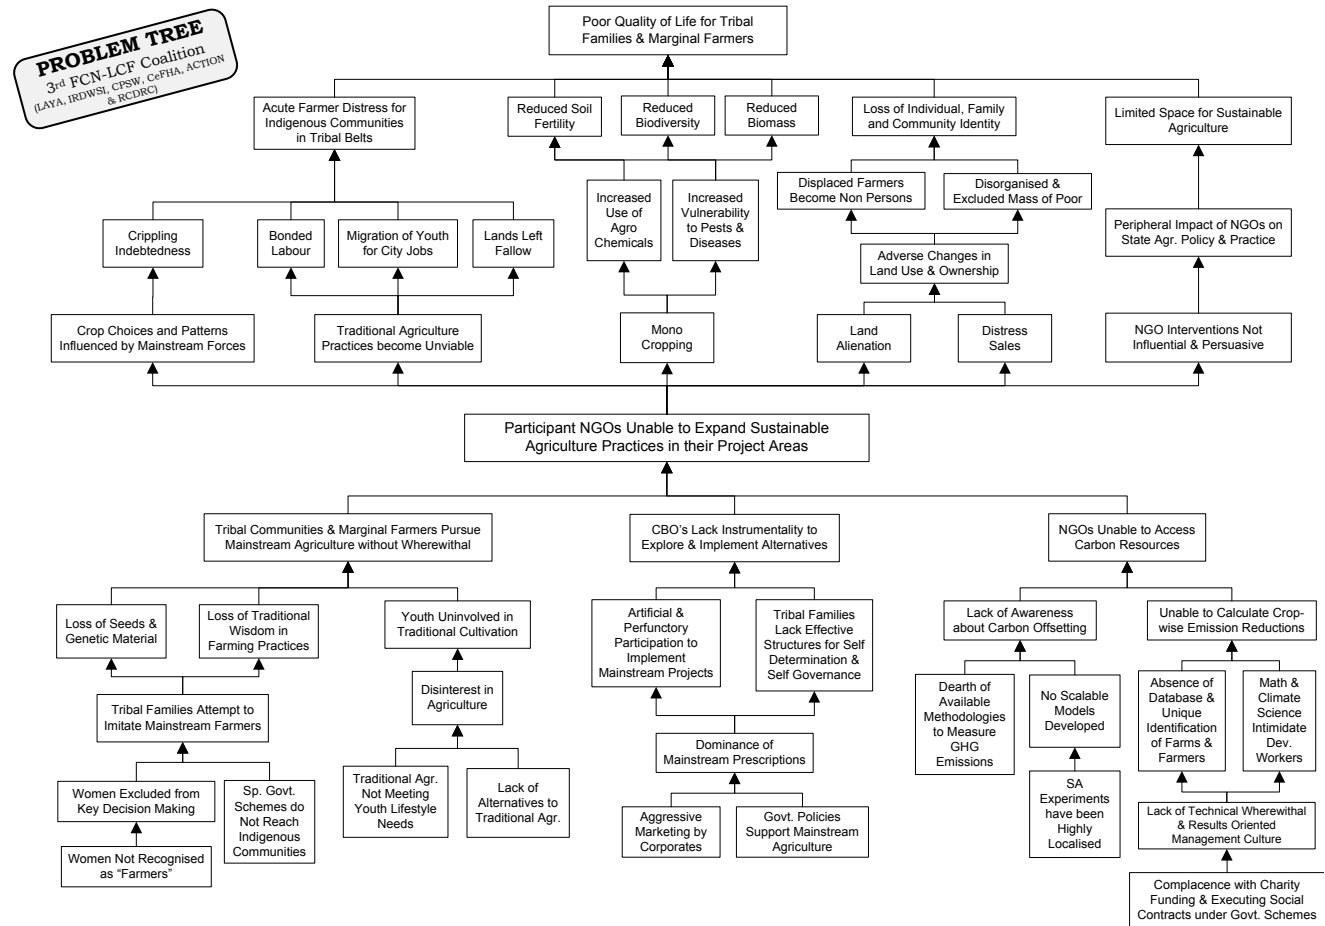 PROBLEM TREE
3rd FCN-LCF Coalition
(LAYA, IRDWSI, CPSW, CeFHA, ACTION
& RCDRC)
Poor Quality of Life for Tribal
Families & Marginal Farmers
Acute Farmer Distress for
Indigenous Communities
in Tribal Belts
Reduced Soil
Fertility
Reduced
Biodiversity
Reduced
Biomass
Loss of Individual, Family
and Community Identity
Limited Space for Sustainable
Agriculture
Increased
Use of
Agro
Chemicals
Increased
Vulnerability
to Pests &
Diseases
Displaced Farmers
Become Non Persons
Disorganised &
Excluded Mass of Poor
Crippling
Indebtedness
Bonded
Labour
Migration of Youth
for City Jobs
Lands Left
Fallow
Adverse Changes in
Land Use & Ownership
Peripheral Impact of NGOs on
State Agr. Policy & Practice
Crop Choices and Patterns
Influenced by Mainstream Forces
Traditional Agriculture
Practices become Unviable
Mono
Cropping
Land
Alienation
Distress
Sales
NGO Interventions Not
Influential & Persuasive
Participant NGOs Unable to Expand Sustainable
Agriculture Practices in their Project Areas
Tribal Communities & Marginal Farmers Pursue
Mainstream Agriculture without Wherewithal
CBO's Lack Instrumentality to
Explore & Implement Alternatives
NGOs Unable to Access
Carbon Resources
Loss of Seeds &
Genetic Material
Loss of Traditional
Wisdom in
Farming Practices
Youth Uninvolved in
Traditional Cultivation
Artificial &
Perfunctory
Participation to
Implement
Mainstream Projects
Tribal Families
Lack Effective
Structures for Self
Determination &
Self Governance
Lack of Awareness
about Carbon Offsetting
Unable to Calculate Crop-
wise Emission Reductions
Tribal Families Attempt to
Imitate Mainstream Farmers
Disinterest in
Agriculture
Dearth of
Available
Methodologies
to Measure
GHG
Emissions
No Scalable
Models
Developed
Absence of
Database &
Unique
Identification
of Farms &
Farmers
Math &
Climate
Science
Intimidate
Dev.
Workers
Dominance of
Mainstream Prescriptions
Women Excluded from
Key Decision Making
Sp. Govt.
Schemes do
Not Reach
Indigenous
Communities
Traditional Agr.
Not Meeting
Youth Lifestyle
Needs
Lack of
Alternatives to
Traditional Agr.
Aggressive
Marketing by
Corporates
Govt. Policies
Support Mainstream
Agriculture
SA
Experiments
have been
Highly
Localised
Lack of Technical Wherewithal
& Results Oriented
Management Culture
Women Not Recognised
as "Farmers"
Complacence with Charity
Funding & Executing Social
Contracts under Govt. Schemes